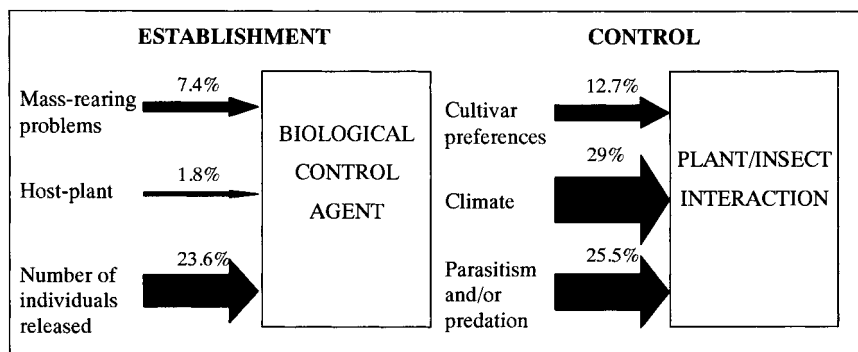 ESTABLISHMENT
7.4%
Mass-rearing
problems
1.8%
Host-plant
23.6%
Number of
individuals
released
BIOLOGICAL
CONTROL
AGENT
CONTROL
12.7%
Cultivar
preferences
29%
Climate
25.5%
Parasitism
and/or
predation
PLANT/INSECT
INTERACTION